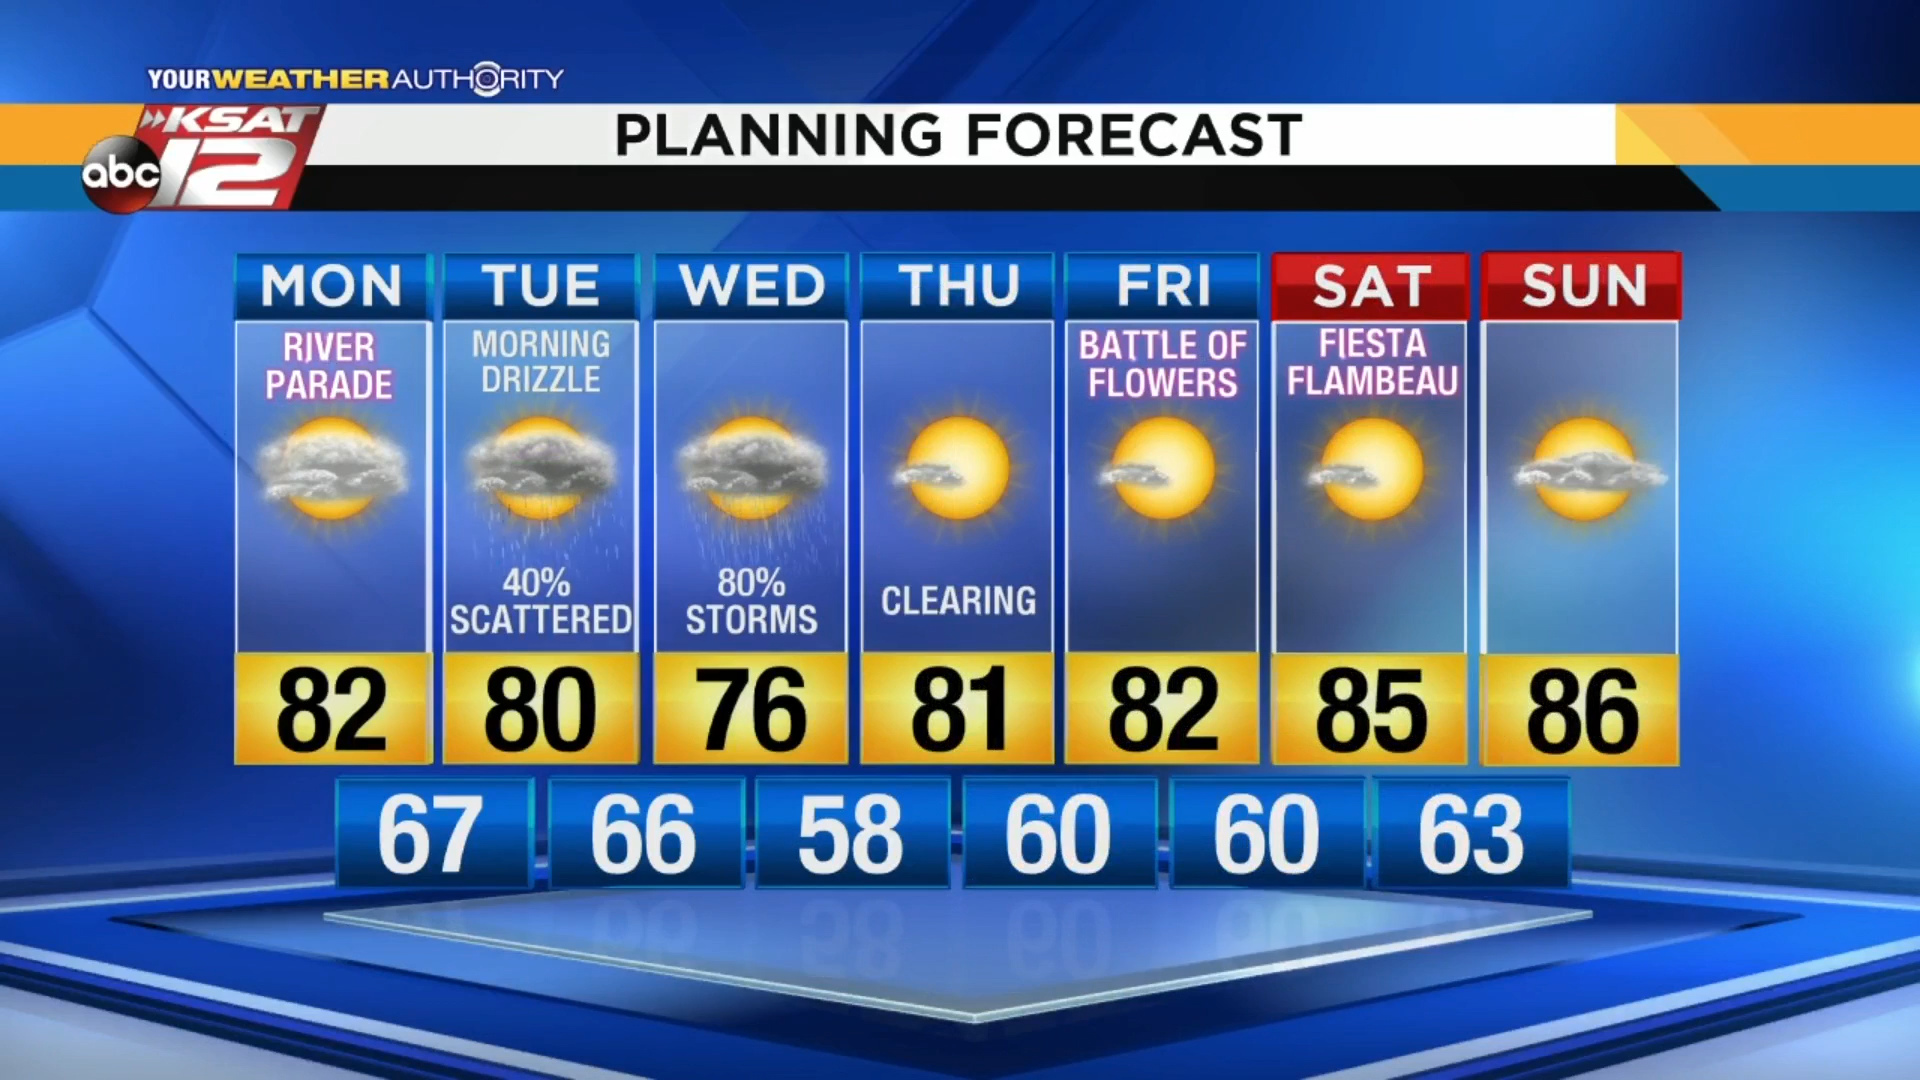 YOURWEATHERAUTHORITY
KSAT
abc 12
PLANNING FORECAST
MON TUE WED THU FRI SAT SUN
RIVER
PARADE
MORNING
DRIZZLE
BATTLE OF
FLOWERS
FIESTA
FLAMBEAU
40%
SCATTERED
80%
STORMS
CLEARING
82 80 76 81 82 85 86
67 66 58 60 60 63